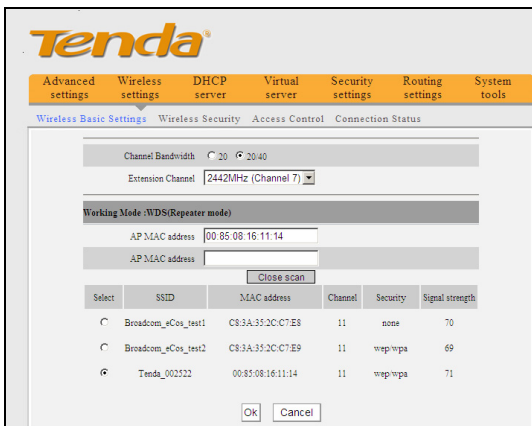 Tenda
Advanced settings Wireless settings DHCP server Virtual server Security settings Routing settings System tools
Wireless Basic Settings Wireless Security Access Control Connection Status
Channel Bandwidth 20 20/40
Extension Channel 2442MHz (Channel 7)
Working Mode :WDS(Repeater mode)
AP MAC address 00:85:08:16:11:14
AP MAC address
Close scan
Select SSID MAC address Channel Security Signal strength
Broadcom_eCos_test1 C8:3A:35:2C:C7:E8 11 none 70
Broadcom_eCos_test2 C8:3A:35:2C:C7:E9 11 wep/wpa 69
Tenda_002522 00:85:08:16:11:14 11 wep/wpa 71
Ok Cancel